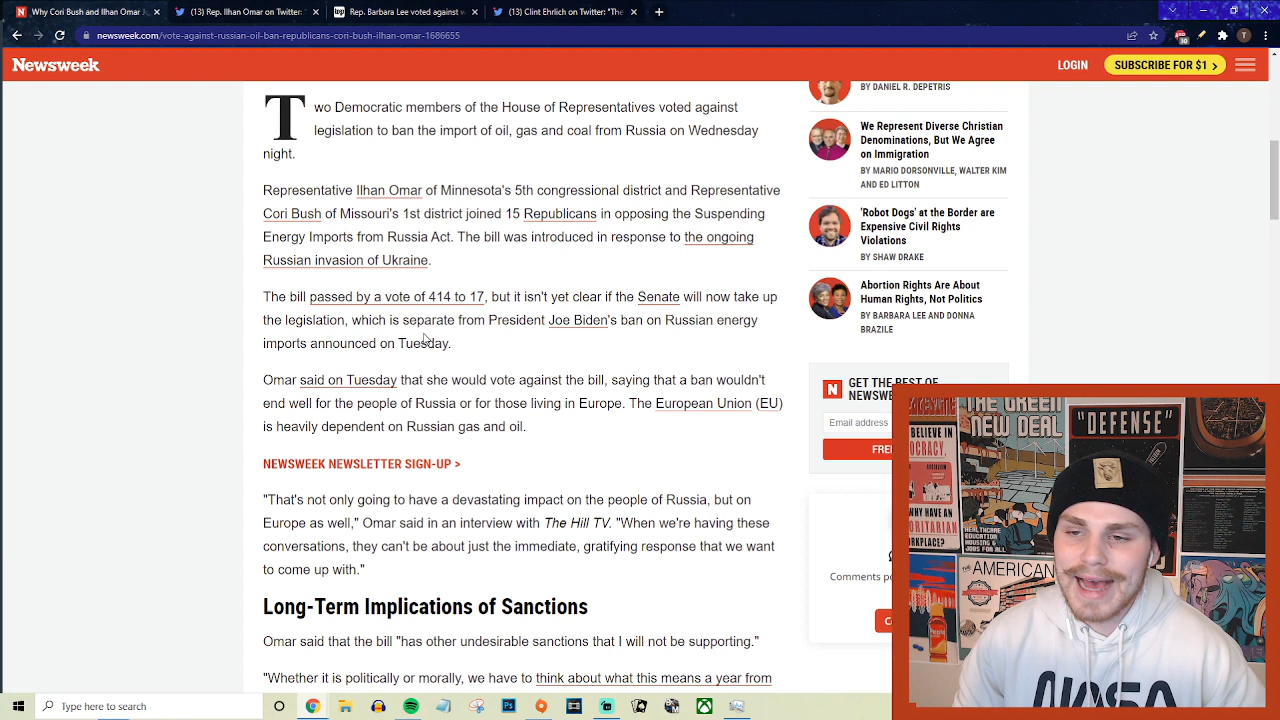 Why Cori Bush and Ilhan Omar J
(13) Rep. Ilhan Omar on Twitter: "
Rep. Barbara Lee voted against v
(13) Clint Ehrlich on Twitter: "The
newsweek.com/vote-against-russian-oil-ban-republicans-cori-bush-ilhan-omar-1686655
Newsweek
LOGIN
SUBSCRIBE FOR $1 >
Two Democratic members of the House of Representatives voted against
legislation to ban the import of oil, gas and coal from Russia on Wednesday
night.
Representative Ilhan Omar of Minnesota's 5th congressional district and Representative
Cori Bush of Missouri's 1st district joined 15 Republicans in opposing the Suspending
Energy Imports from Russia Act. The bill was introduced in response to the ongoing
Russian invasion of Ukraine.
The bill passed by a vote of 414 to 17, but it isn't yet clear if the Senate will now take up
the legislation, which is separate from President Joe Biden's ban on Russian energy
imports announced on Tuesday.
Omar said on Tuesday that she would vote against the bill, saying that a ban wouldn't
end well for the people of Russia or for those living in Europe. The European Union (EU)
is heavily dependent on Russian gas and oil.
NEWSWEEK NEWSLETTER SIGN-UP >
"That's not only going to have a devastating impact on the people of Russia, but on
Europe as well," Omar said in an interview with The Hill TV. "When we're having these
conversations, they can't be about just the immediate, gratifying response that we want
to come up with."
Long-Term Implications of Sanctions
Omar said that the bill "has other undesirable sanctions that I will not be supporting."
"Whether it is politically or morally, we have to think about what this means a year from
BY DANIEL R. DEPETRIS
We Represent Diverse Christian
Denominations, But We Agree
on Immigration
BY MARIO DORSONVILLE, WALTER KIM
AND ED LITTON
'Robot Dogs' at the Border are
Expensive Civil Rights
Violations
BY SHAW DRAKE
Abortion Rights Are About
Human Rights, Not Politics
BY BARBARA LEE AND DONNA
BRAZILE
N
GET THE BEST OF
NEWSWE
Email address
FREE
Comments po
THE GREEN
NEW DEAL
"DEFENSE"
BELIEVE IN
WHY HAVE AN
WORKPLACE?
HEALTHCARE
EDUCATION
HOUSING &
JOBS FOR ALL
THE AMERICAN
NASA
Type here to search